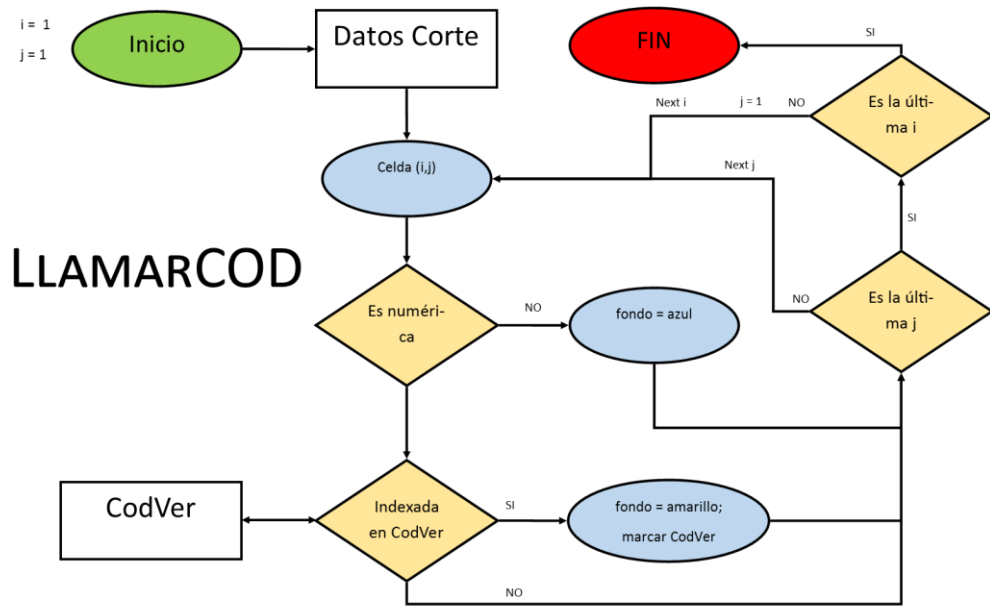 i = 1
j = 1
Inicio
Datos Corte
FIN
SI
Es la últi-
ma i
NO
j = 1
Next i
Celda (i,j)
Next j
SI
LLAMARCOD
Es numéri-
ca
NO
fondo = azul
NO
Es la últi-
ma j
CodVer
Indexada
en CodVer
SI
fondo = amarillo;
marcar CodVer
NO